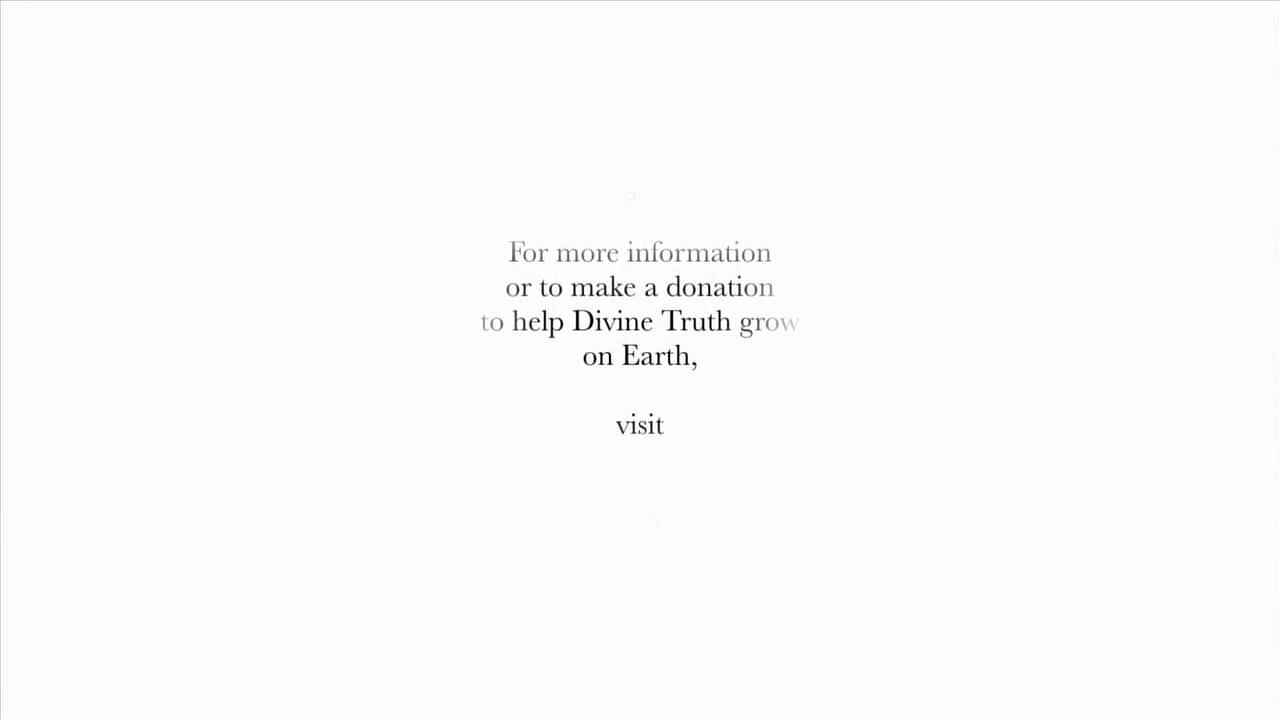 For more information
or to make a donation
to help Divine Truth grow
on Earth,
visit